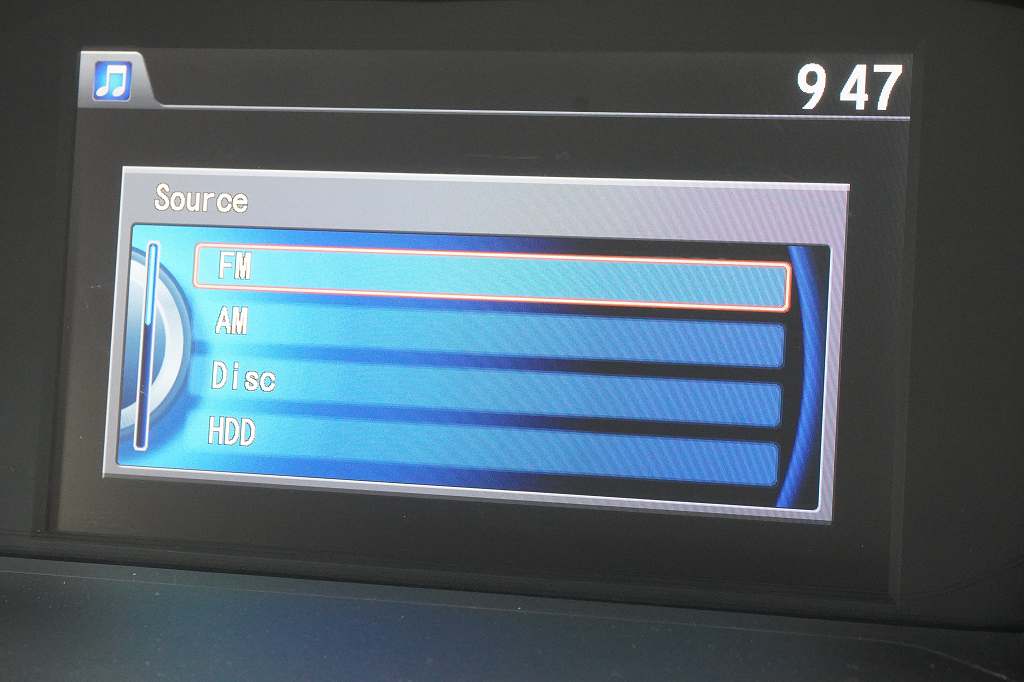 9 47
Source
FM
AM
Disc
HDD